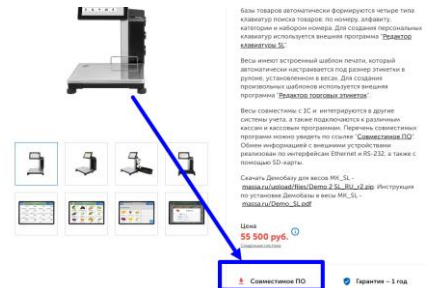 базы товаров автоматически формируются четыре типа
клавиатур поиска товаров: по номеру, алфавиту,
категории и набором номера. Для создания персональных
клавиатур используется внешняя программа "Редактор
клавиатуры SL".
Весы имеют встроенный шаблон печати, который
автоматически настраивается под размер этикетки в
рулоне, установленном в весах. Для создания
произвольных шаблонов используется внешняя
программа "Редактор торговых этикеток".
Весы совместимы с 1С и интегрируются в другие
системы учета, а также подключаются к различным
кассам и кассовым программам. Перечень совместимых
программ можно увидеть по ссылке "Совместимое ПО".
Обмен информацией с внешними устройствами
реализован по интерфейсам Ethernet и RS-232, а также с
помощью SD-карты.
Скачать Демобазу для весов MK_SL -
massa.ru/upload/files/Demo 2 SL_RU_r2.zip Инструкция
по установке Демобазы в весы MK_SL -
massa.ru/Demo_SL.pdf
Цена
55 500 руб.
Совместимое ПО
Гарантия – 1 год